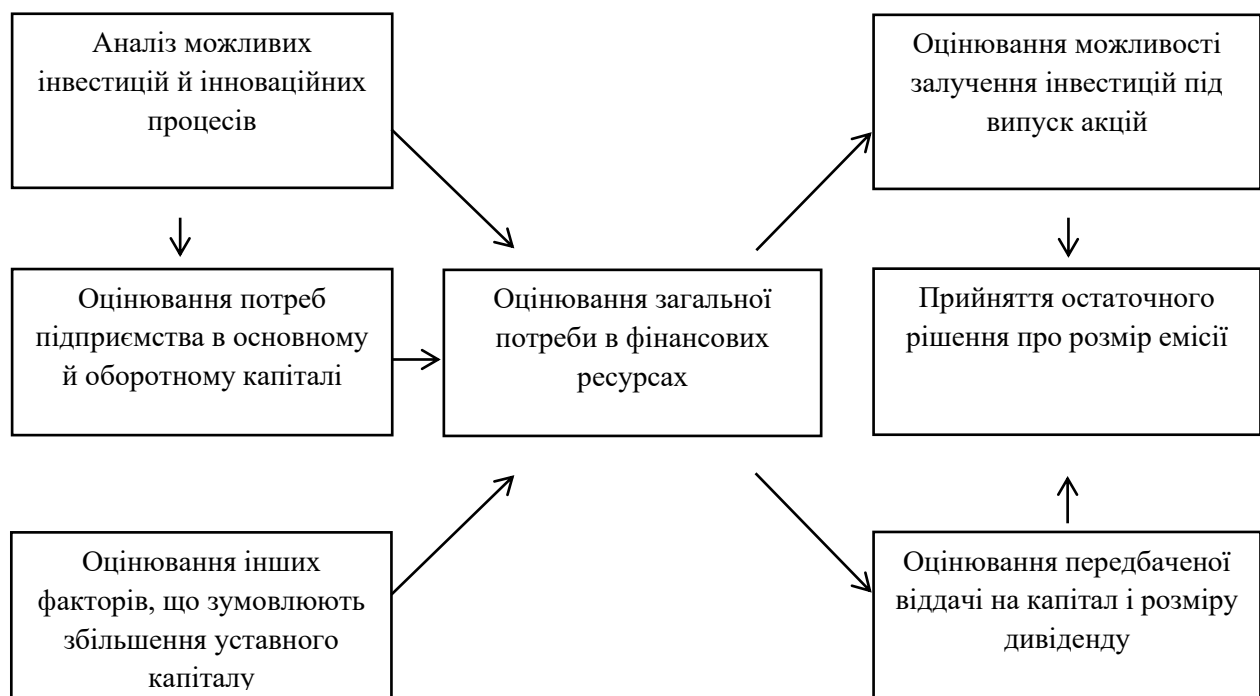 Аналіз можливих
інвестицій й інноваційних
процесів
Оцінювання можливості
залучення інвестицій під
випуск акцій
Оцінювання потреб
підприємства в основному
й оборотному капіталі
Оцінювання загальної
потреби в фінансових
ресурсах
Прийняття остаточного
рішення про розмір емісії
Оцінювання інших
факторів, що зумовлюють
збільшення уставного
капіталу
Оцінювання передбаченої
віддачі на капітал і розміру
дивіденду